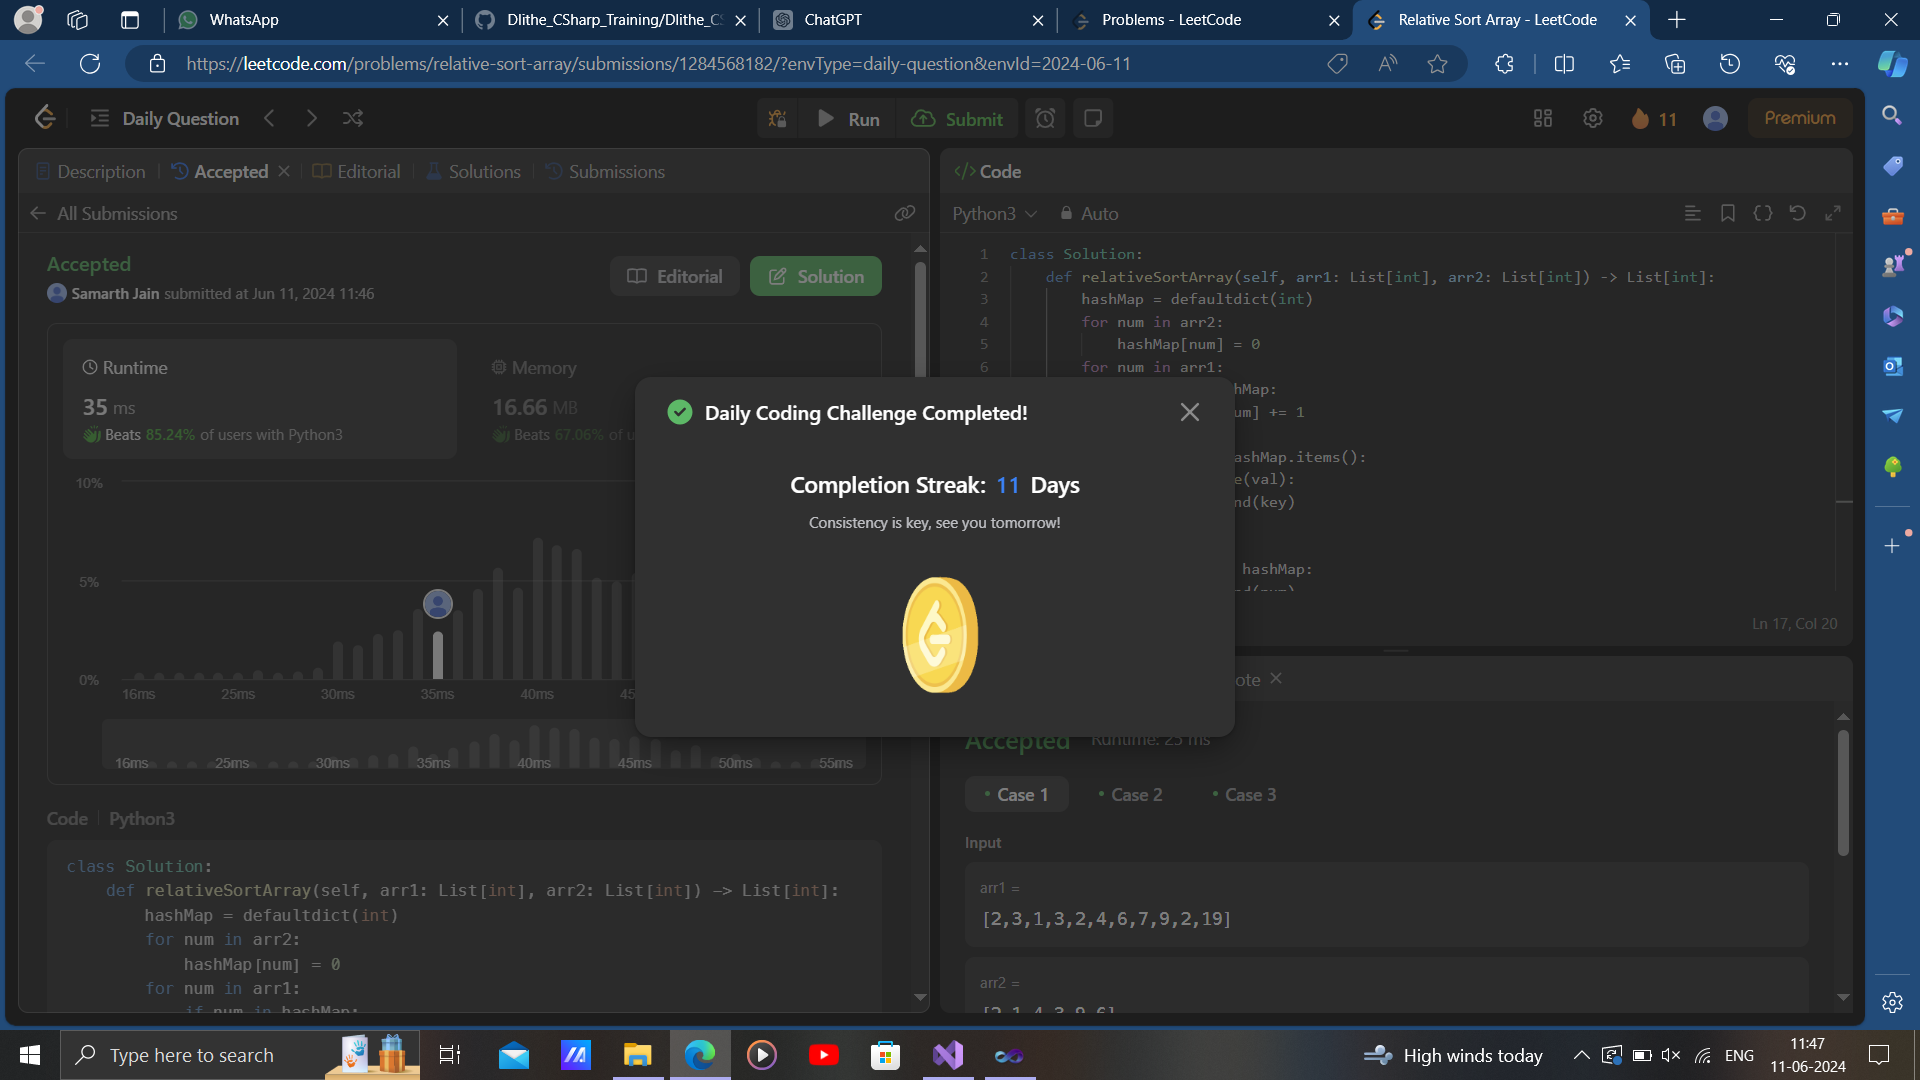 WhatsApp
Dlithe_CSharp_Training/Dlithe_CS
ChatGPT
Problems - LeetCode
Relative Sort Array - LeetCode
https://leetcode.com/problems/relative-sort-array/submissions/1284568182/?envType=daily-question&envId=2024-06-11
Daily Question
Run
Submit
11
Premium
Description
Accepted
Editorial
Solutions
Submissions
All Submissions
Accepted
Samarth Jain submitted at Jun 11, 2024 11:46
Editorial
Solution
Runtime
35 ms
Beats 85.24% of users with Python3
Memory
16.66 MB
Beats 67.06% of u
10%
5%
0%
16ms
25ms
30ms
35ms
40ms
45
16ms
25ms
30ms
35ms
40ms
45ms
50ms
55ms
Code
Python3
class Solution:
def relativeSortArray(self, arr1: List[int], arr2: List[int]) -> List[int]:
hashMap = defaultdict(int)
for num in arr2:
hashMap[num] = 0
for num in arr1:
if num in hashMap:
Daily Coding Challenge Completed!
Completion Streak: 11 Days
Consistency is key, see you tomorrow!
</> Code
Python3
Auto
1 class Solution:
2 def relativeSortArray(self, arr1: List[int], arr2: List[int]) -> List[int]:
3 hashMap = defaultdict(int)
4 for num in arr2:
5 hashMap[num] = 0
6 for num in arr1:
hMap:
um] += 1
ashMap.items():
e(val):
nd(key)
hashMap:
nd(num)
Ln 17, Col 20
ote
Accepted
Runtime: 25 ms
Case 1
Case 2
Case 3
Input
arr1 =
[2,3,1,3,2,4,6,7,9,2,19]
arr2 =
[2,1,4,3,9,6]
Type here to search
High winds today
ENG
11:47
11-06-2024